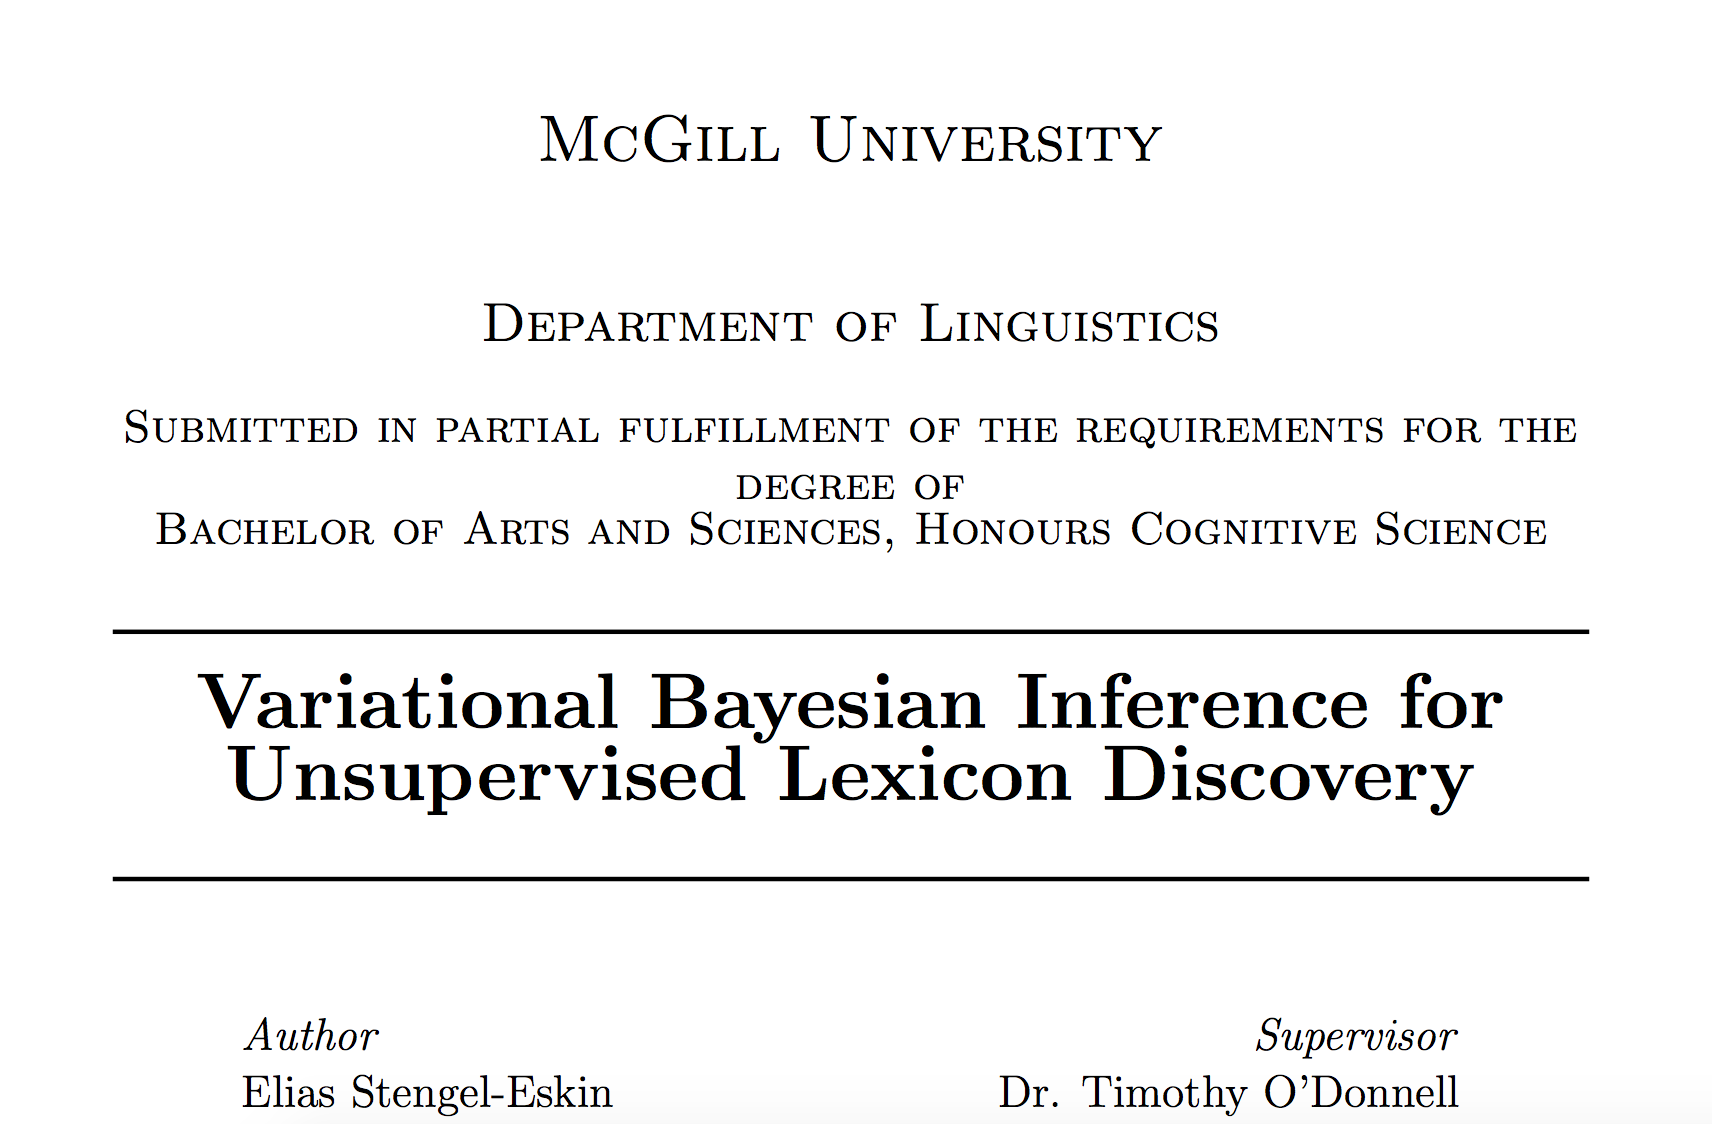 McGill University
Department of Linguistics
Submitted in partial fulfillment of the requirements for the
degree of
Bachelor of Arts and Sciences, Honours Cognitive Science
Variational Bayesian Inference for
Unsupervised Lexicon Discovery
Author Supervisor
Elias Stengel-Eskin Dr. Timothy O'Donnell